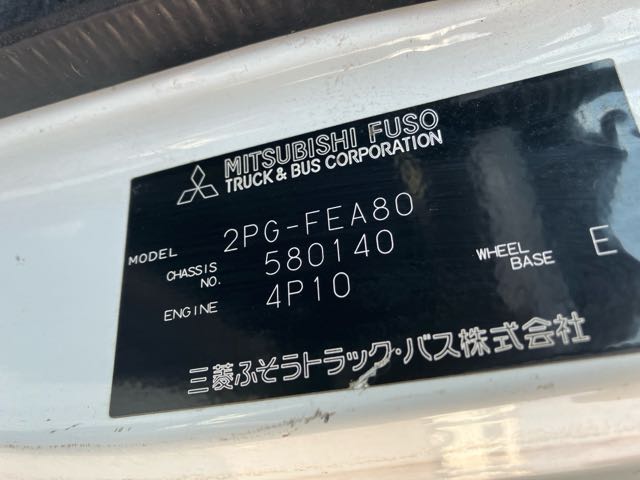 MITSUBISHI FUSO
TRUCK & BUS CORPORATION
MODEL 2PG-FEA80
CHASSIS NO. 580140
WHEEL BASE E
ENGINE 4P10
三菱ふそうトラック・バス株式会社